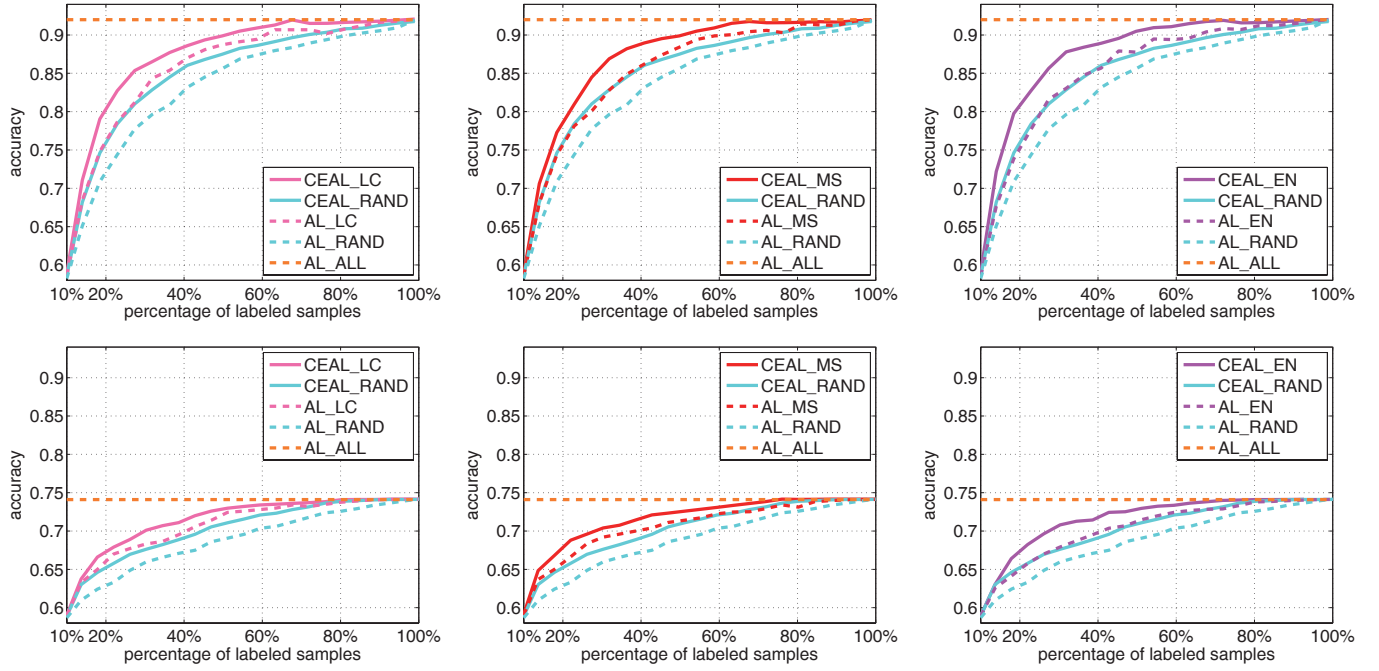 accuracy
0.9
0.85
0.8
0.75
0.7
0.65
0.6
CEAL_LC
CEAL_RAND
AL_LC
AL_RAND
AL_ALL
10% 20% 40% 60% 80% 100%
percentage of labeled samples
accuracy
0.9
0.85
0.8
0.75
0.7
0.65
0.6
CEAL_MS
CEAL_RAND
AL_MS
AL_RAND
AL_ALL
10% 20% 40% 60% 80% 100%
percentage of labeled samples
accuracy
0.9
0.85
0.8
0.75
0.7
0.65
0.6
CEAL_EN
CEAL_RAND
AL_EN
AL_RAND
AL_ALL
10% 20% 40% 60% 80% 100%
percentage of labeled samples
accuracy
0.9
0.85
0.8
0.75
0.7
0.65
0.6
CEAL_LC
CEAL_RAND
AL_LC
AL_RAND
AL_ALL
10% 20% 40% 60% 80% 100%
percentage of labeled samples
accuracy
0.9
0.85
0.8
0.75
0.7
0.65
0.6
CEAL_MS
CEAL_RAND
AL_MS
AL_RAND
AL_ALL
10% 20% 40% 60% 80% 100%
percentage of labeled samples
accuracy
0.9
0.85
0.8
0.75
0.7
0.65
0.6
CEAL_EN
CEAL_RAND
AL_EN
AL_RAND
AL_ALL
10% 20% 40% 60% 80% 100%
percentage of labeled samples